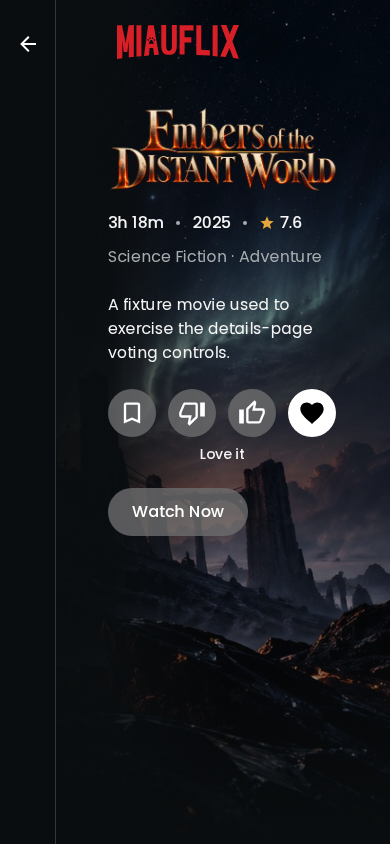 MIAUFLIX
Embers of the
DISTANT WORLD
3h 18m • 2025 • 7.6
Science Fiction · Adventure
A fixture movie used to
exercise the details-page
voting controls.
Love it
Watch Now